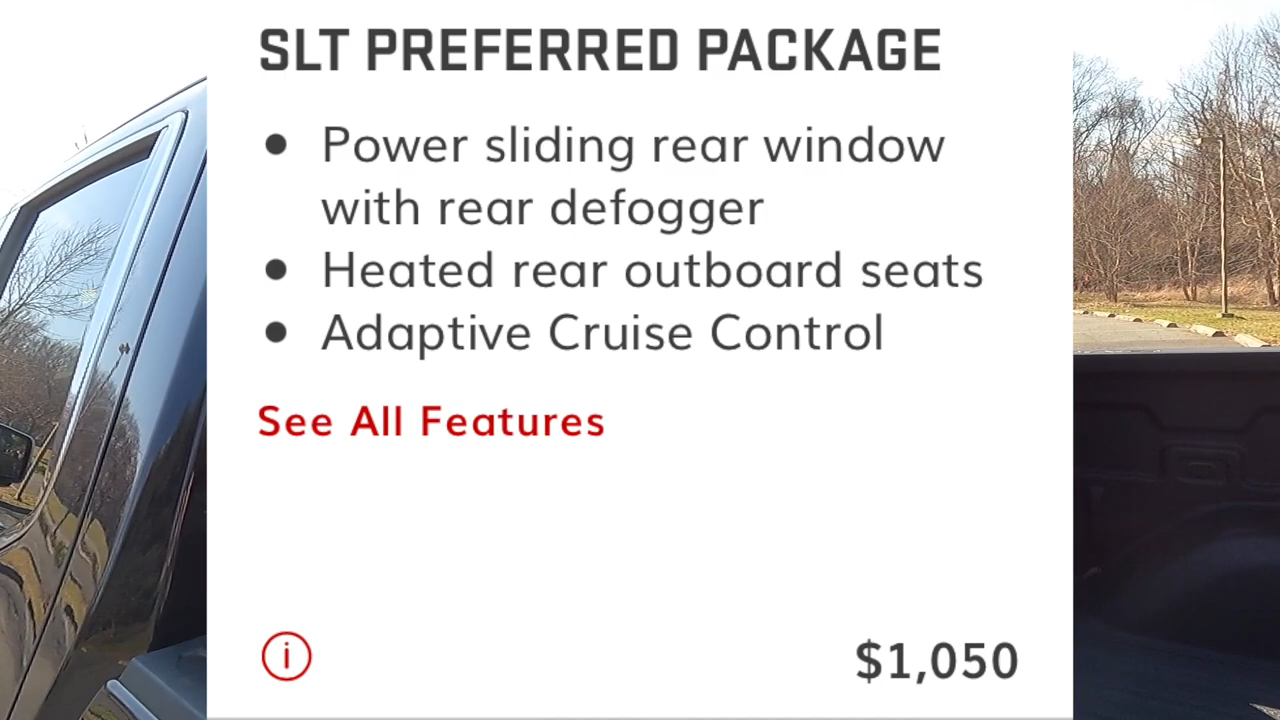 SLT PREFERRED PACKAGE
● Power sliding rear window
with rear defogger
● Heated rear outboard seats
● Adaptive Cruise Control
See All Features
i
$1,050